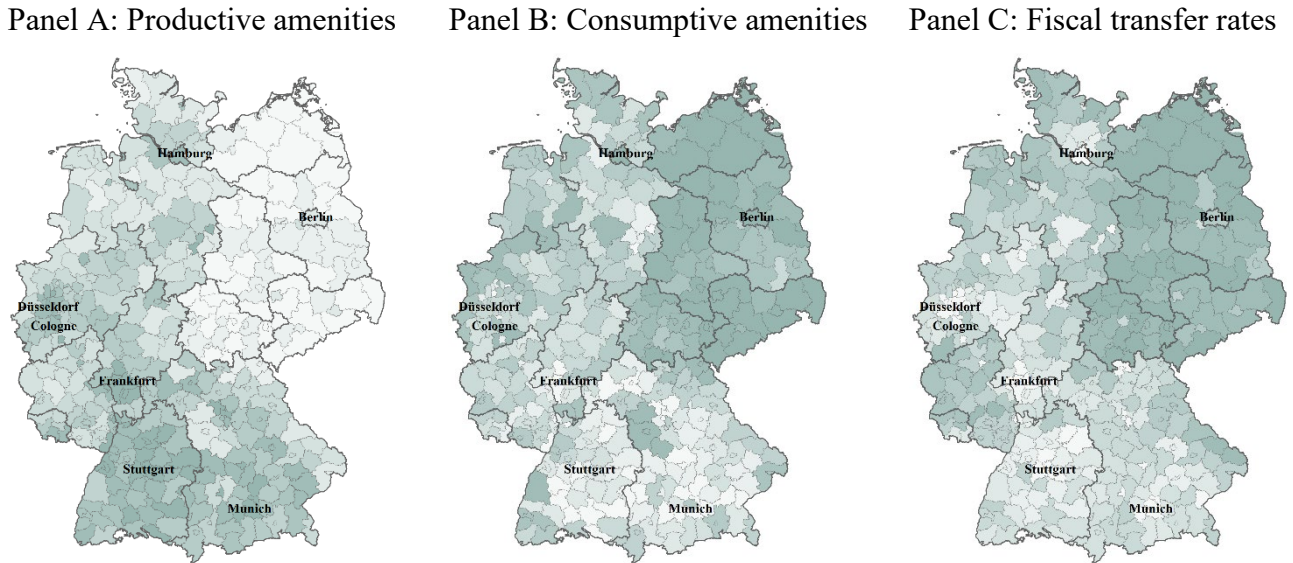 Panel A: Productive amenities
Panel B: Consumptive amenities
Panel C: Fiscal transfer rates
Hamburg
Berlin
Düsseldorf
Cologne
Frankfurt
Stuttgart
Munich
Hamburg
Berlin
Düsseldorf
Cologne
Frankfurt
Stuttgart
Munich
Hamburg
Berlin
Düsseldorf
Cologne
Frankfurt
Stuttgart
Munich